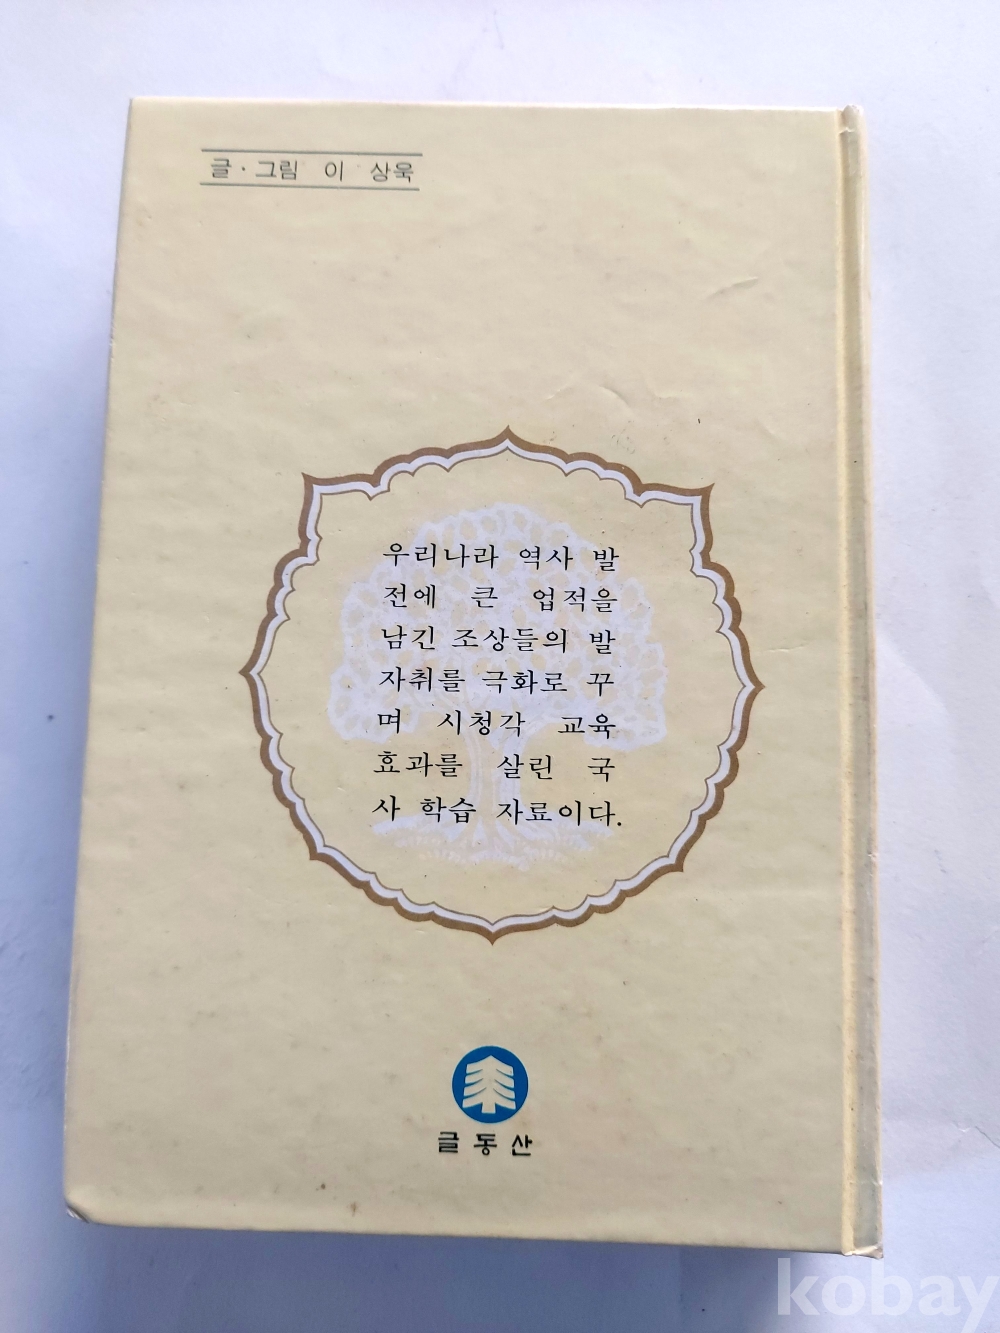 글·그림 이 상욱
우리나라 역사 발
전에 큰 업적을
남긴 조상들의 발
자취를 극화로 꾸
며 시청각 교육
효과를 살린 국
사 학습 자료이다.
글동산
kobay